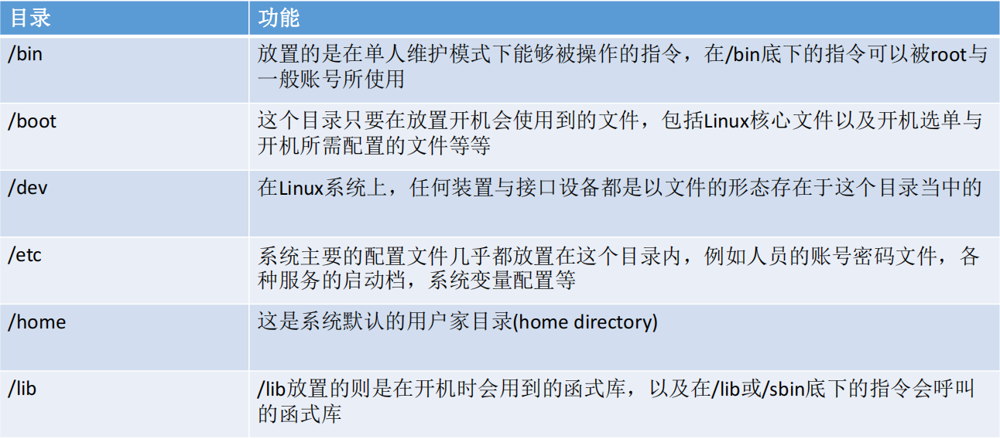 目录 功能
/bin 放置的是在单人维护模式下能够被操作的指令，在/bin底下的指令可以被root与
一般账号所使用
/boot 这个目录只要在放置开机会使用到的文件，包括Linux核心文件以及开机选单与
开机所需配置的文件等等
/dev 在Linux系统上，任何装置与接口设备都是以文件的形态存在于这个目录当中的
/etc 系统主要的配置文件几乎都放置在这个目录内，例如人员的账号密码文件，各
种服务的启动档，系统变量配置等
/home 这是系统默认的用户家目录(home directory)
/lib /lib放置的则是在开机时会用到的函式库，以及在/lib或/sbin底下的指令会呼叫
的函式库